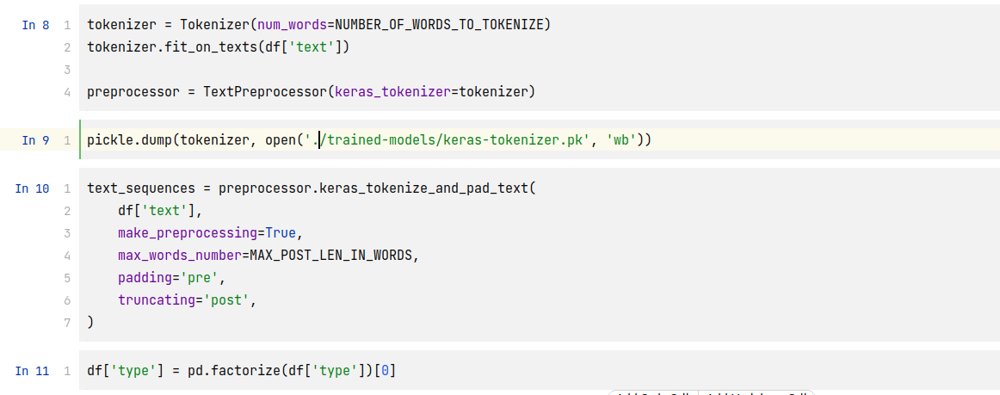 In 8 1 tokenizer = Tokenizer(num_words=NUMBER_OF_WORDS_TO_TOKENIZE)
2 tokenizer.fit_on_texts(df['text'])
3
4 preprocessor = TextPreprocessor(keras_tokenizer=tokenizer)
In 9 1 pickle.dump(tokenizer, open('./trained-models/keras-tokenizer.pk', 'wb'))
In 10 1 text_sequences = preprocessor.keras_tokenize_and_pad_text(
2     df['text'],
3     make_preprocessing=True,
4     max_words_number=MAX_POST_LEN_IN_WORDS,
5     padding='pre',
6     truncating='post',
7 )
In 11 1 df['type'] = pd.factorize(df['type'])[0]